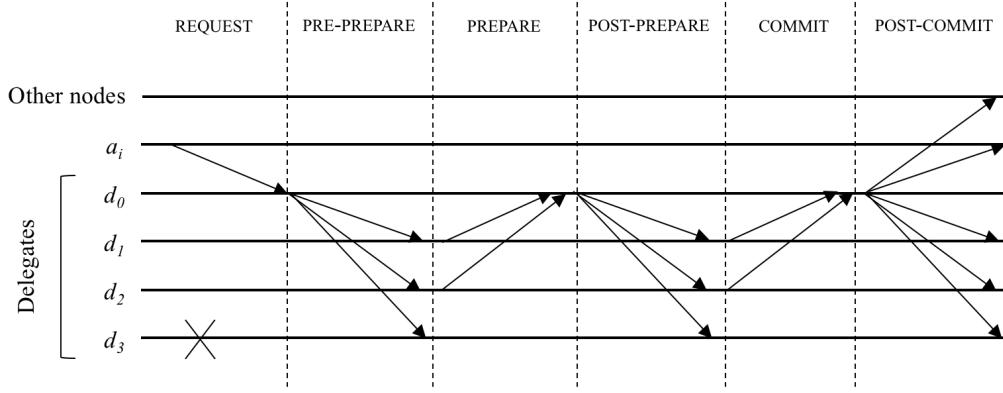 REQUEST PRE-PREPARE PREPARE POST-PREPARE COMMIT POST-COMMIT
Other nodes
a_i
Delegates
d_0
d_1
d_2
d_3